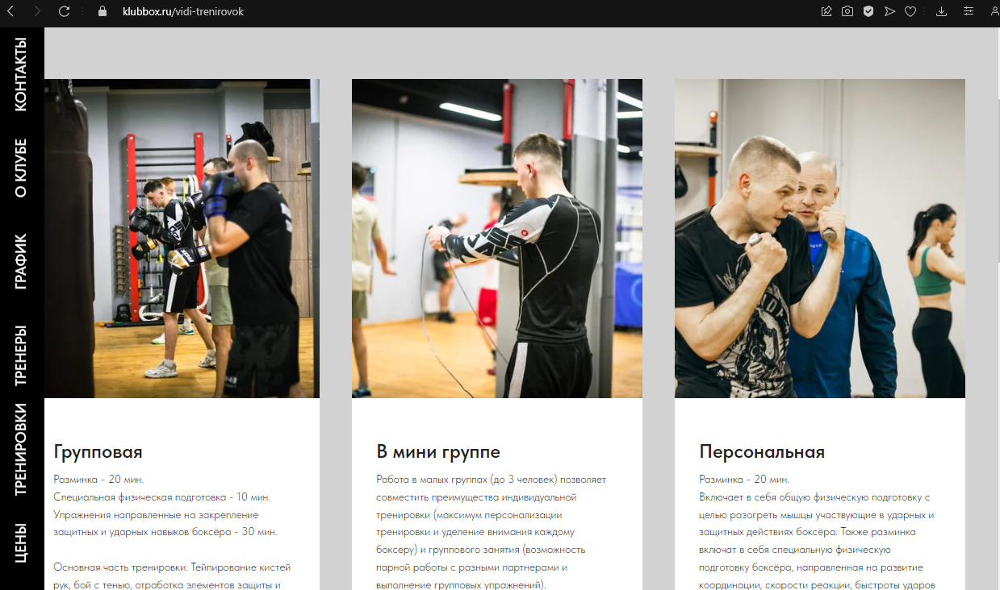 klubbox.ru/vidi-trenirovok
КОНТАКТЫ
О КЛУБЕ
ГРАФИК
ТРЕНЕРЫ
ТРЕНИРОВКИ
ЦЕНЫ
Групповая
Разминка - 20 мин.
Специальная физическая подготовка - 10 мин.
Упражнения направленные на закрепление
защитных и ударных навыков боксёра - 30 мин.
Основная часть тренировки: Тейпирование кистей
рук, бой с тенью, отработка элементов защиты и
В мини группе
Работа в малых группах (до 3 человек) позволяет
совместить преимущества индивидуальной
тренировки (максимум персонализации
тренировки и уделение внимания каждому
боксеру) и группового занятия (возможность
парной работы с разными партнерами и
выполнение групповых упражнений).
Персональная
Разминка - 20 мин.
Включает в себя общую физическую подготовку с
целью разогреть мышцы участвующие в ударных и
защитных действиях боксёра. Также разминка
включат в себя специальную физическую
подготовку боксёра, направленная на развитие
координации, скорости реакции, быстроты ударов